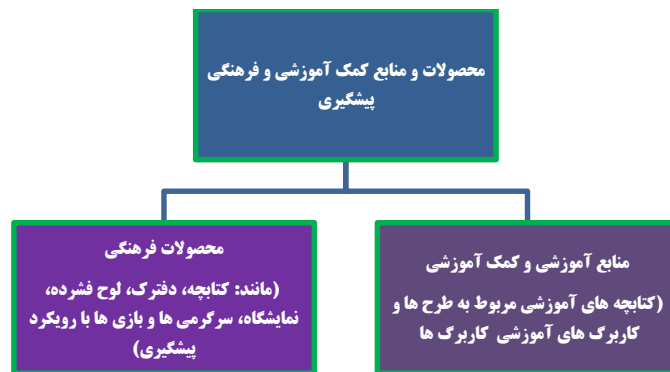 محصولات و منابع کمک آموزشی و فرهنگی
پیشگیری
منابع آموزشی و کمک آموزشی
(کتابچه های آموزشی مربوط به طرح ها و
کاربرگ های آموزشی کاربرگ ها
محصولات فرهنگی
(مانند: کتابچه، دفترک، لوح فشرده،
نمایشگاه، سرگرمی ها و بازی ها با رویکرد
پیشگیری)